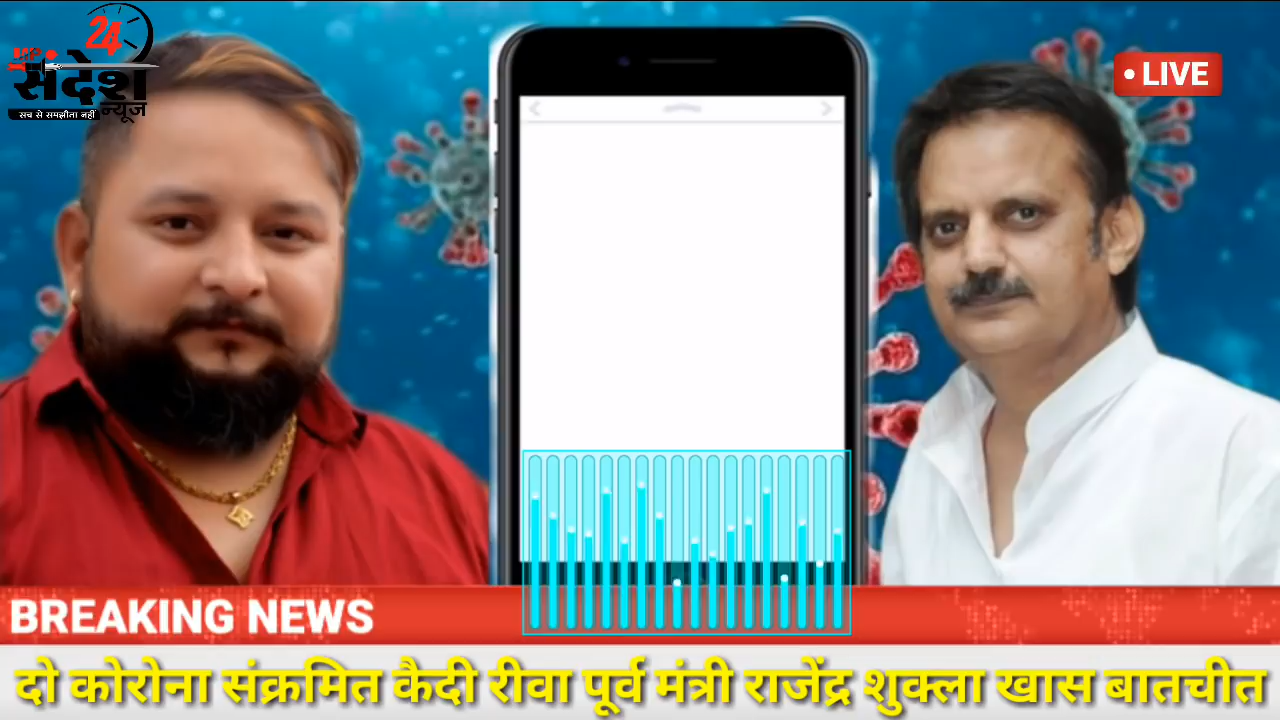 24
MP
संदेश
न्यूज
सच से समझौता नहीं
LIVE
BREAKING NEWS
दो कोरोना संक्रमित कैदी रीवा पूर्व मंत्री राजेंद्र शुक्ला खास बातचीत